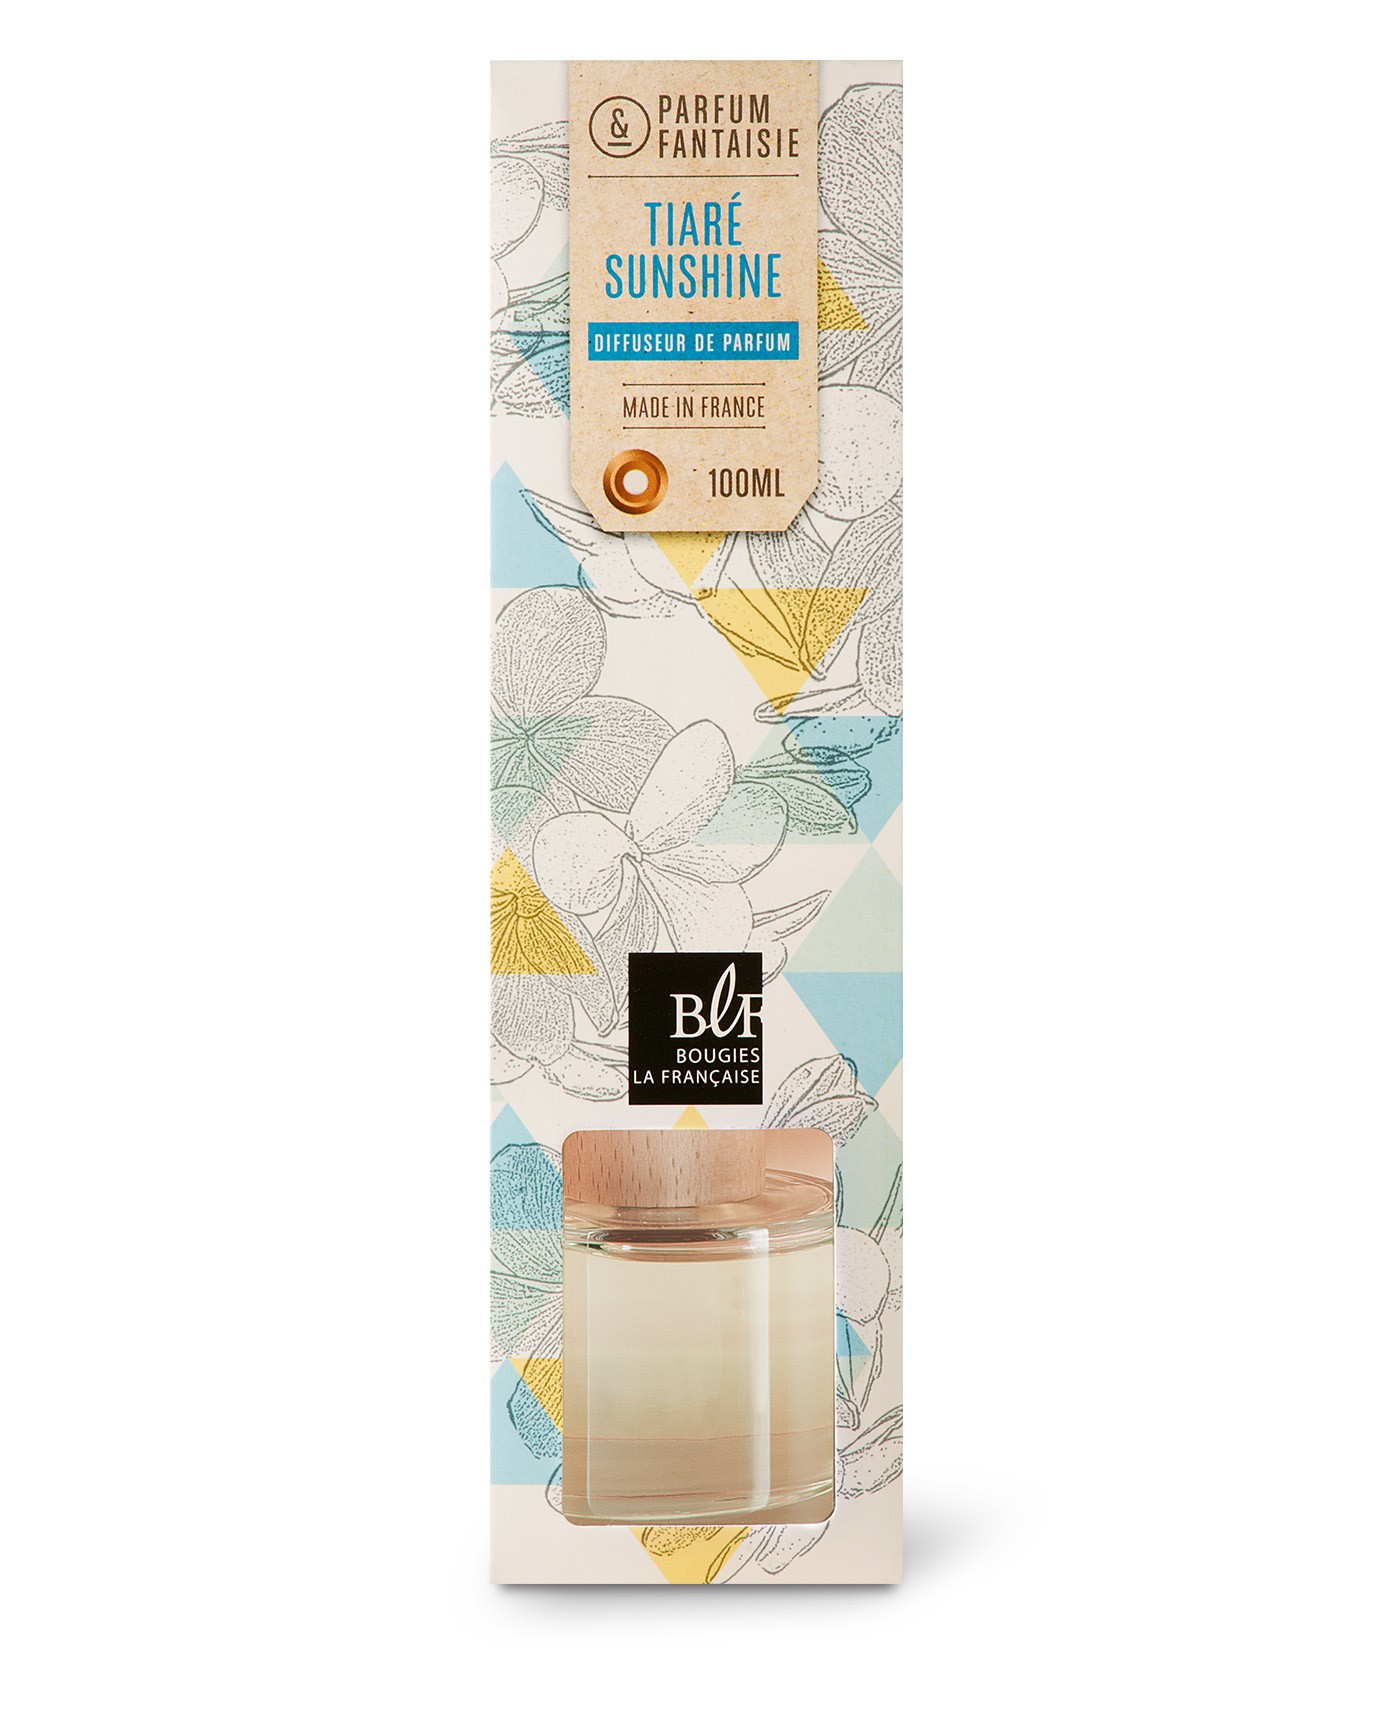 &
PARFUM
FANTAISIE
TIARÉ
SUNSHINE
DIFFUSEUR DE PARFUM
MADE IN FRANCE
100ML
BlF
BOUGIES
LA FRANÇAISE